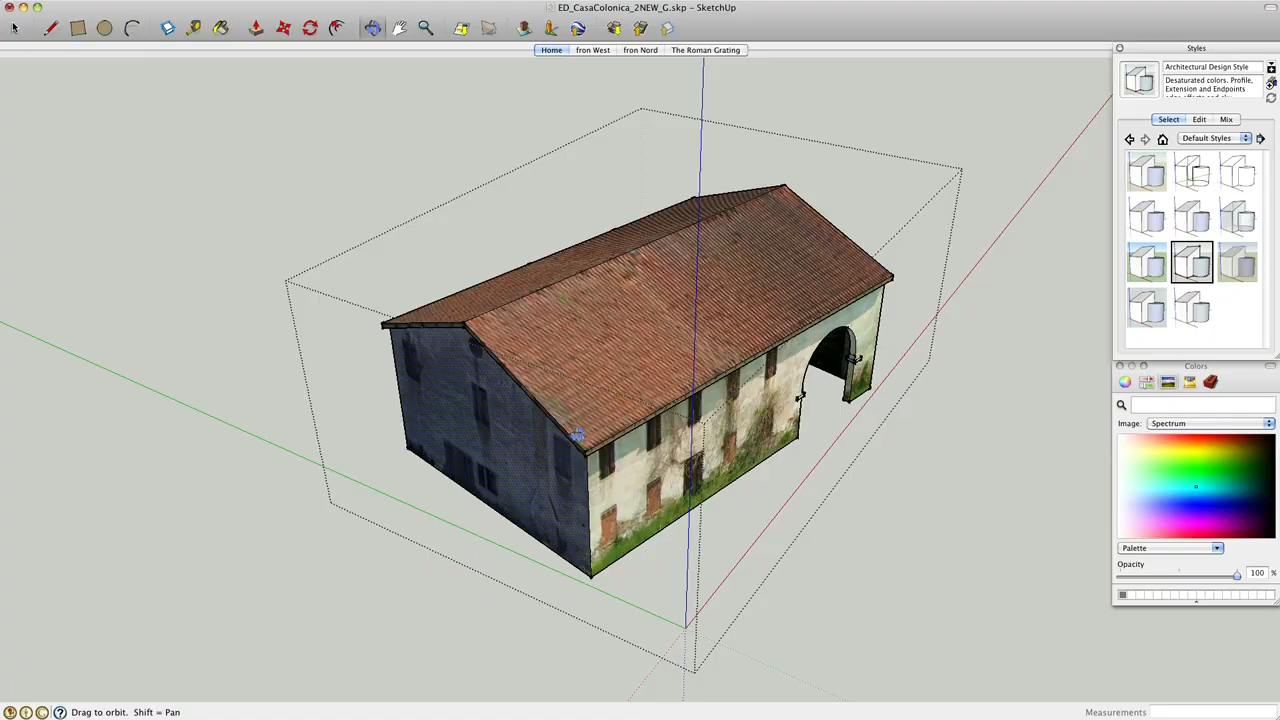 ED_CasaColonica_2NEW_G.skp - SketchUp
Home fron West fron Nord The Roman Grating
Styles
Architectural Design Style
Desaturated colors. Profile,
Extension and Endpoints
Select Edit Mix
Default Styles
Colors
Image: Spectrum
Palette
Opacity
100 %
Drag to orbit. Shift = Pan
Measurements